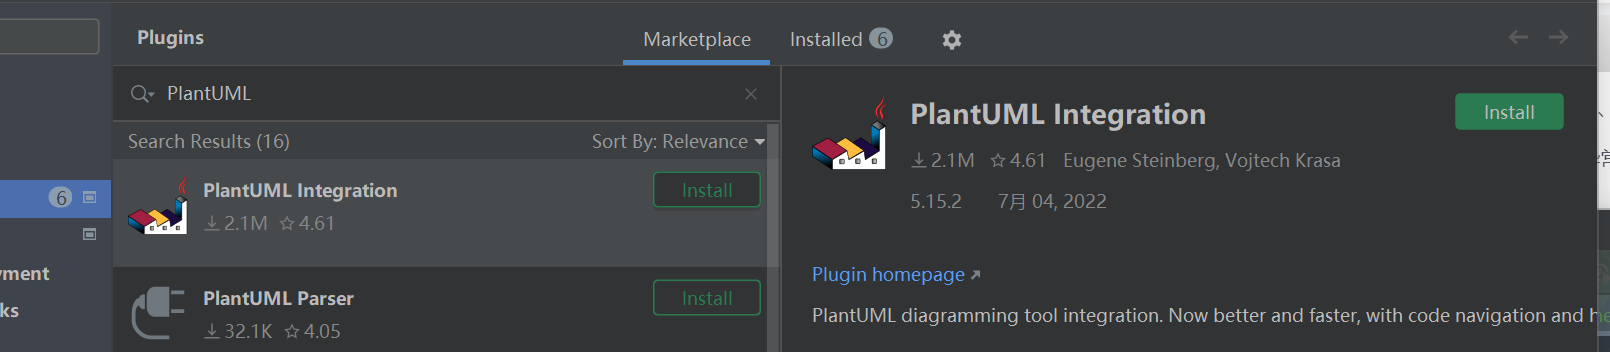 Plugins
Marketplace
Installed 6
PlantUML
Search Results (16)
Sort By: Relevance
PlantUML Integration
Install
2.1M 4.61
PlantUML Parser
Install
32.1K 4.05
PlantUML Integration
Install
2.1M 4.61 Eugene Steinberg, Vojtech Krasa
5.15.2 7月 04, 2022
Plugin homepage
PlantUML diagramming tool integration. Now better and faster, with code navigation and
6
yment
ks